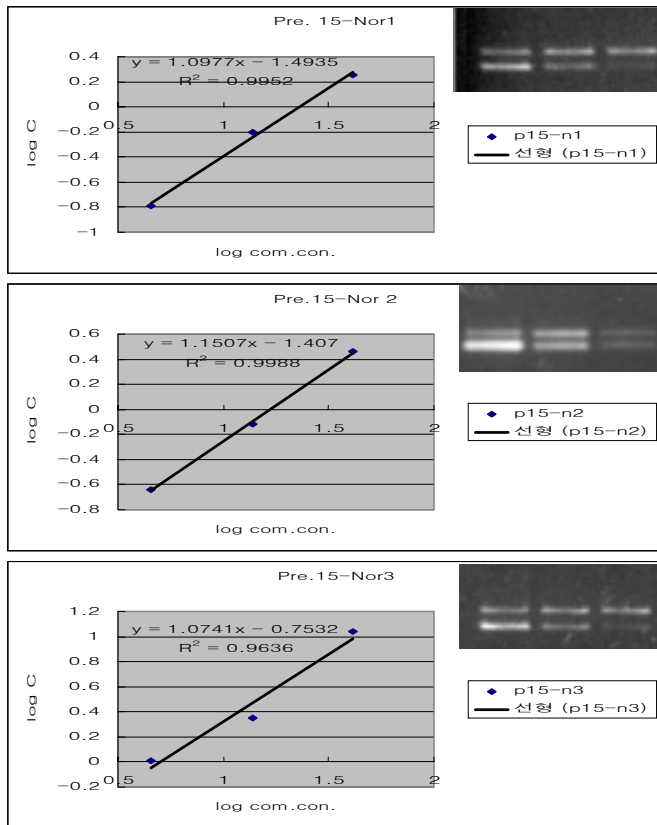 Pre. 15-Nor1
y = 1.0977x - 1.4935
R² = 0.9952
0.4
0.2
0
-0.2
-0.4
-0.6
-0.8
-1
0.5
1
1.5
2
log C
log com.con.
p15-n1
선형 (p15-n1)
Pre.15-Nor 2
y = 1.1507x - 1.407
R² = 0.9988
0.6
0.4
0.2
0
-0.2
-0.4
-0.6
-0.8
0.5
1
1.5
2
log C
log com.con.
p15-n2
선형 (p15-n2)
Pre.15-Nor3
y = 1.0741x - 0.7532
R² = 0.9636
1.2
1
0.8
0.6
0.4
0.2
0
-0.2
0.5
1
1.5
2
log C
log com.con.
p15-n3
선형 (p15-n3)